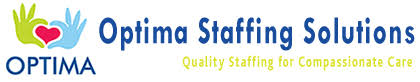 OPTIMA
Optima Staffing Solutions
Quality Staffing for Compassionate Care